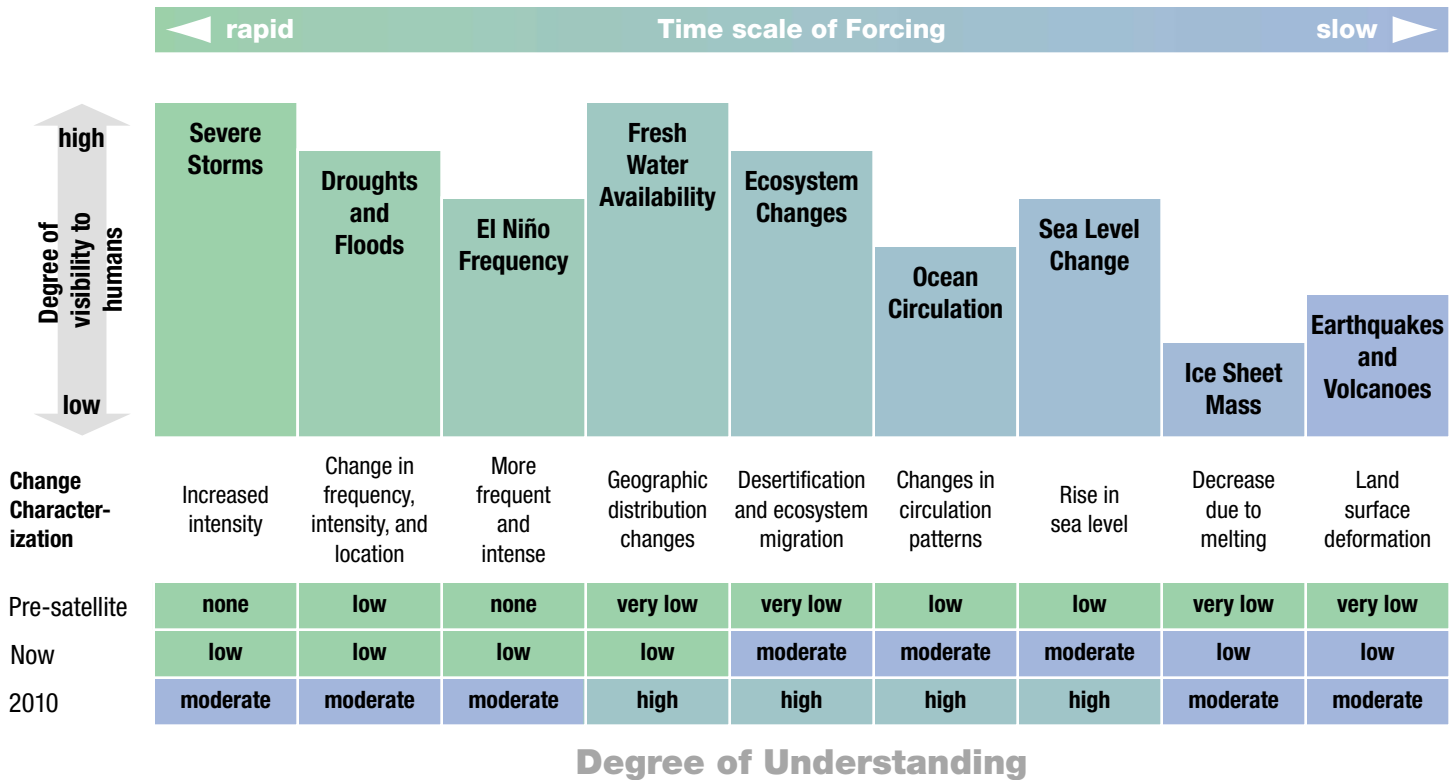 rapid
Time scale of Forcing
slow
high
Degree of
visibility to
humans
low
Severe
Storms
Droughts
and
Floods
El Niño
Frequency
Fresh
Water
Availability
Ecosystem
Changes
Ocean
Circulation
Sea Level
Change
Ice Sheet
Mass
Earthquakes
and
Volcanoes
Change
Character-
ization
Increased
intensity
Change in
frequency,
intensity, and
location
More
frequent
and
intense
Geographic
distribution
changes
Desertification
and ecosystem
migration
Changes in
circulation
patterns
Rise in
sea level
Decrease
due to
melting
Land
surface
deformation
Pre-satellite none low none very low very low low low very low very low
Now low low low low moderate moderate moderate low low
2010 moderate moderate moderate high high high high moderate moderate
Degree of Understanding